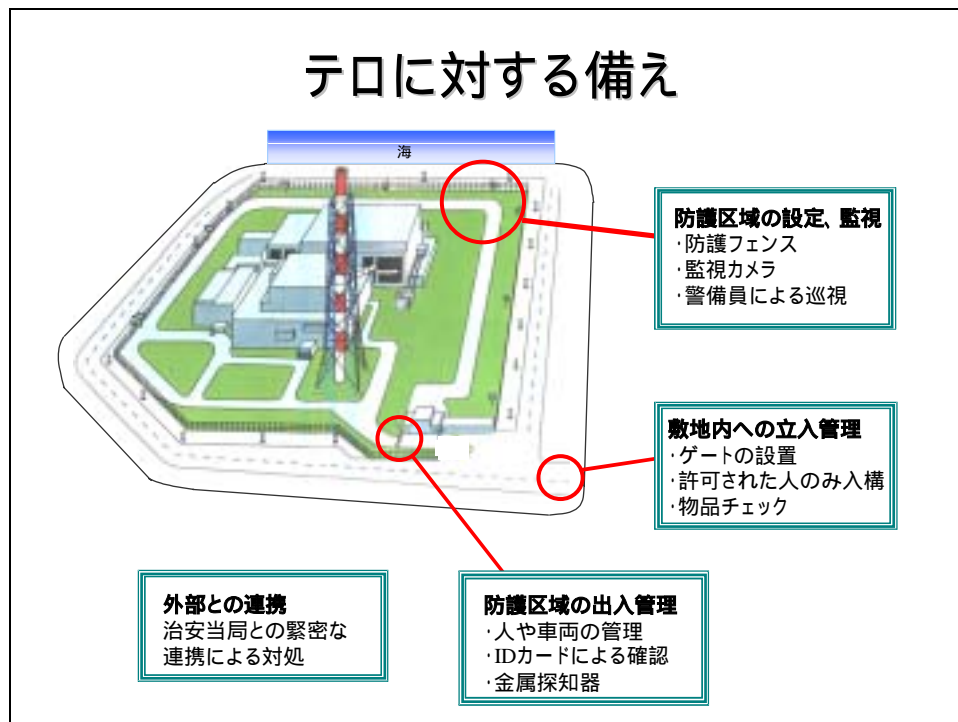 テロに対する備え
海
防護区域の設定、監視
・防護フェンス
・監視カメラ
・警備員による巡視
敷地内への立入管理
・ゲートの設置
・許可された人のみ入構
・物品チェック
外部との連携
治安当局との緊密な
連携による対処
防護区域の出入管理
・人や車両の管理
・IDカードによる確認
・金属探知器